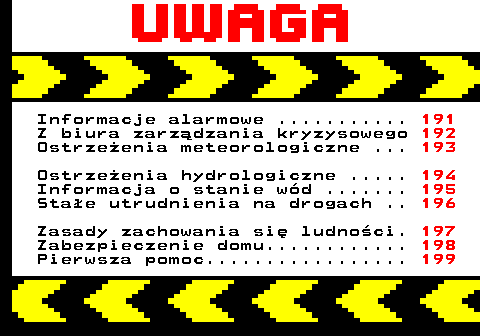 UWAGA
Informacje alarmowe ........... 191
Z biura zarządzania kryzysowego 192
Ostrzeżenia meteorologiczne ... 193
Ostrzeżenia hydrologiczne ..... 194
Informacja o stanie wód ....... 195
Stałe utrudnienia na drogach .. 196
Zasady zachowania się ludności. 197
Zabezpieczenie domu............ 198
Pierwsza pomoc................. 199